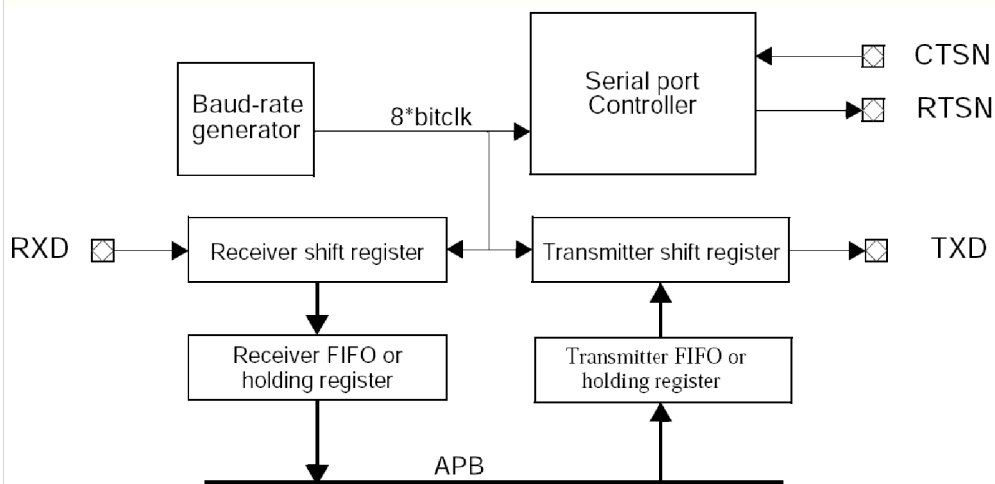 CTSN
Serial port
Controller
Baud-rate
generator
8*bitclk
RTSN
RXD
Receiver shift register
Transmitter shift register
TXD
Receiver FIFO or
holding register
Transmitter FIFO or
holding register
APB